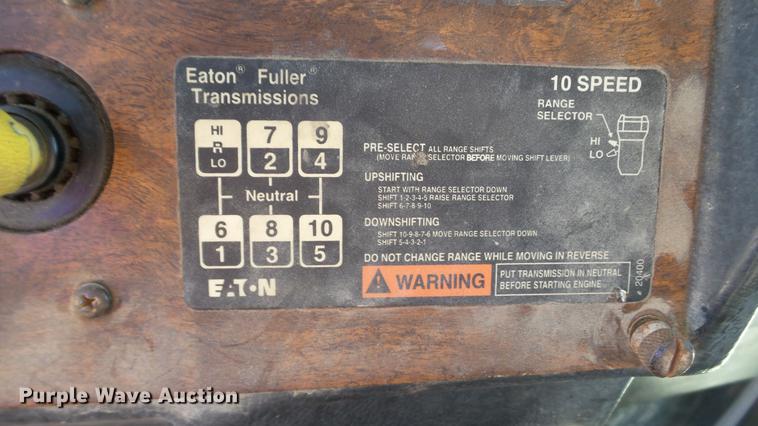 Eaton® Fuller®
Transmissions
10 SPEED
RANGE
SELECTOR
HI
LO
HI
R
LO
7
2
9
4
Neutral
6
1
8
3
10
5
PRE-SELECT ALL RANGE SHIFTS
(MOVE RANGE SELECTOR BEFORE MOVING SHIFT LEVER)
UPSHIFTING
START WITH RANGE SELECTOR DOWN
SHIFT 1-2-3-4-5 RAISE RANGE SELECTOR
SHIFT 6-7-8-9-10
DOWNSHIFTING
SHIFT 10-9-8-7-6 MOVE RANGE SELECTOR DOWN
SHIFT 5-4-3-2-1
DO NOT CHANGE RANGE WHILE MOVING IN REVERSE
WARNING
PUT TRANSMISSION IN NEUTRAL
BEFORE STARTING ENGINE
# 20400
EATON
Purple Wave Auction